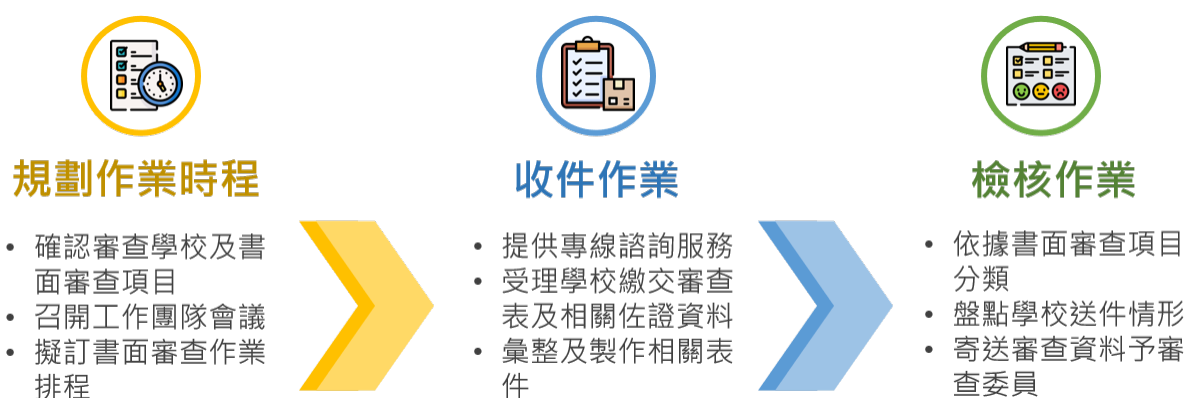 規劃作業時程
• 確認審查學校及書
面審查項目
• 召開工作團隊會議
• 擬訂書面審查作業
排程
收件作業
• 提供專線諮詢服務
• 受理學校繳交審查
表及相關佐證資料
• 彙整及製作相關表
件
檢核作業
• 依據書面審查項目
分類
• 盤點學校送件情形
• 寄送審查資料予審
查委員